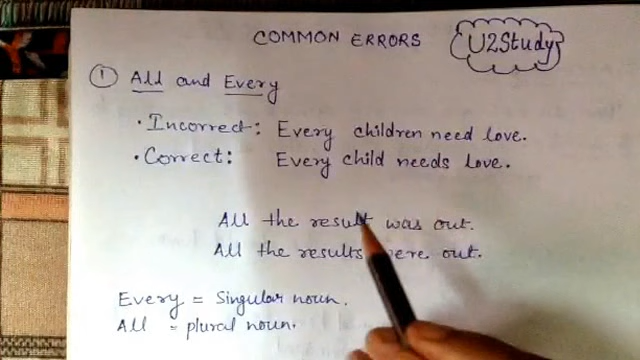 COMMON ERRORS
U2Study
① All and Every
• Incorrect: Every children need love.
• Correct: Every child needs love.
All the result was out.
All the results were out.
Every = Singular noun.
All = plural noun.